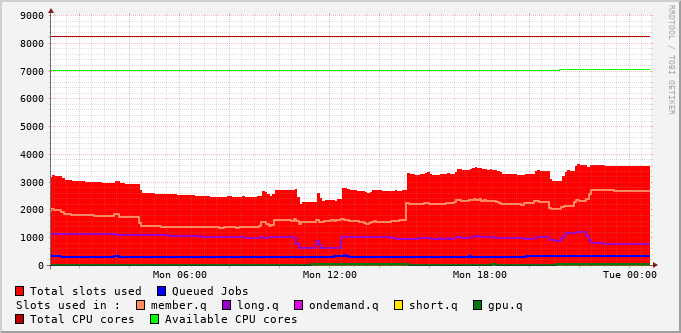 9000
8000
7000
6000
5000
4000
3000
2000
1000
0
Mon 06:00 Mon 12:00 Mon 18:00 Tue 00:00
Total slots used Queued Jobs
Slots used in : member.q long.q ondemand.q short.q gpu.q
Total CPU cores Available CPU cores
RRDTOOL / TOBI OETIKER